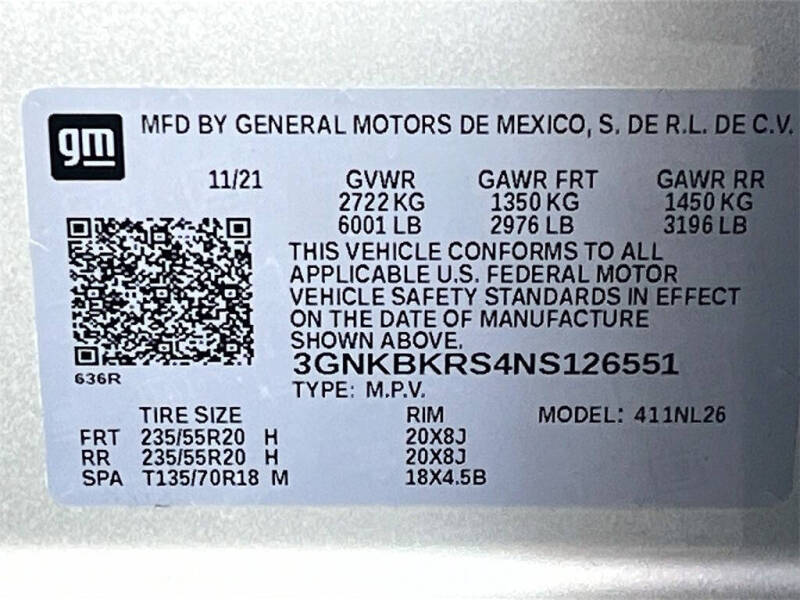 gm
MFD BY GENERAL MOTORS DE MEXICO, S. DE R.L. DE C.V.
11/21 GVWR GAWR FRT GAWR RR
2722 KG 1350 KG 1450 KG
6001 LB 2976 LB 3196 LB
THIS VEHICLE CONFORMS TO ALL
APPLICABLE U.S. FEDERAL MOTOR
VEHICLE SAFETY STANDARDS IN EFFECT
ON THE DATE OF MANUFACTURE
SHOWN ABOVE.
3GNKBKRS4NS126551
636R
TYPE: M.P.V.
TIRE SIZE RIM MODEL: 411NL26
FRT 235/55R20 H 20X8J
RR 235/55R20 H 20X8J
SPA T135/70R18 M 18X4.5B